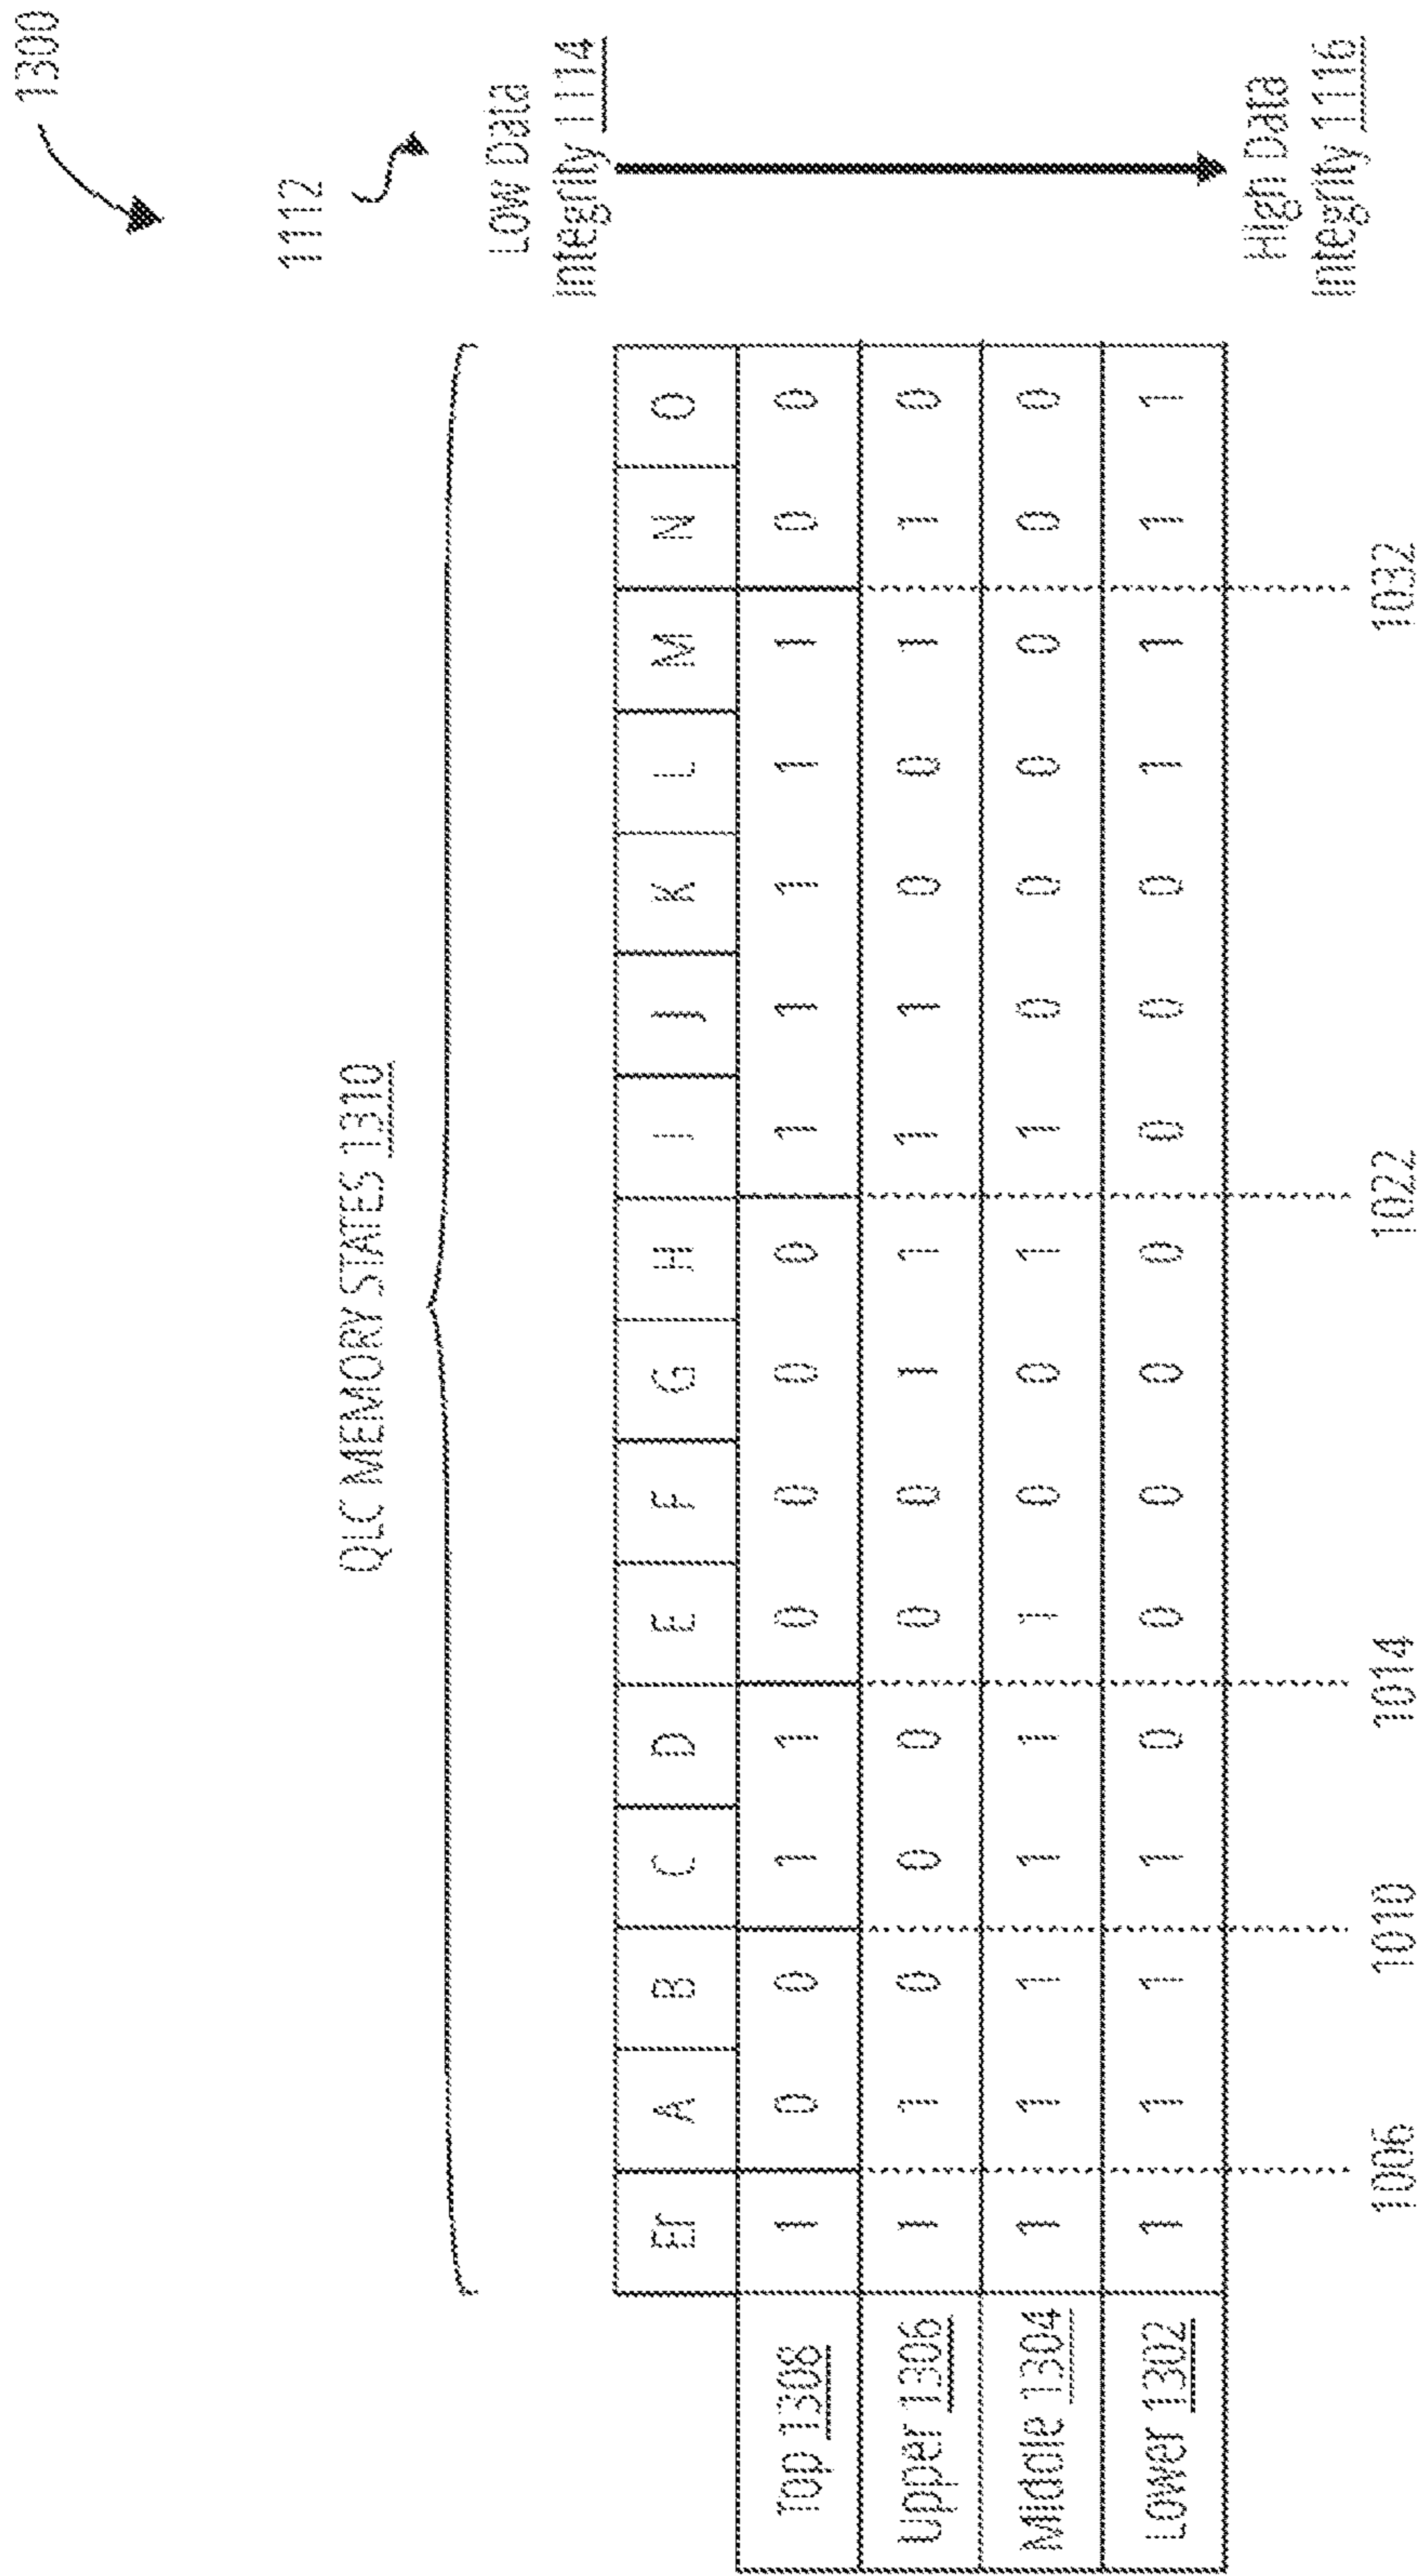 1300
1112
QLC MEMORY STATES 1310
Low Data
Integrity 1114
Er A B C D E F G H I J K L M N O
Top 1308 1 0 0 1 1 0 0 0 0 1 1 1 1 1 0 0
Upper 1306 1 1 0 0 0 0 0 1 1 1 1 0 0 1 1 0
Middle 1304 1 1 1 1 1 1 0 0 1 1 0 0 0 0 0 0
Lower 1302 1 1 1 1 0 0 0 0 0 0 0 0 1 1 1 1
High Data
Integrity 1116
1006 1010 1014 1022 1032